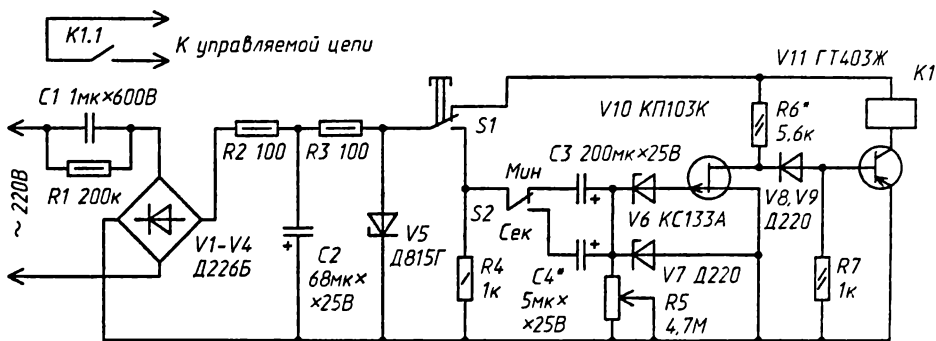 K1.1
К управляемой цепи
C1 1мк×600В
R1 200к
~ 220В
V1-V4
Д226Б
R2 100
R3 100
C2
68мк×
×25В
V5
Д815Г
S1
S2
Мин
Сек
R4
1к
C3 200мк×25В
C4*
5мк×
×25В
V6 КС133А
V7 Д220
R5
4,7М
V10 КП103К
R6*
5,6к
V8,V9
Д220
R7
1к
V11 ГТ403Ж
K1